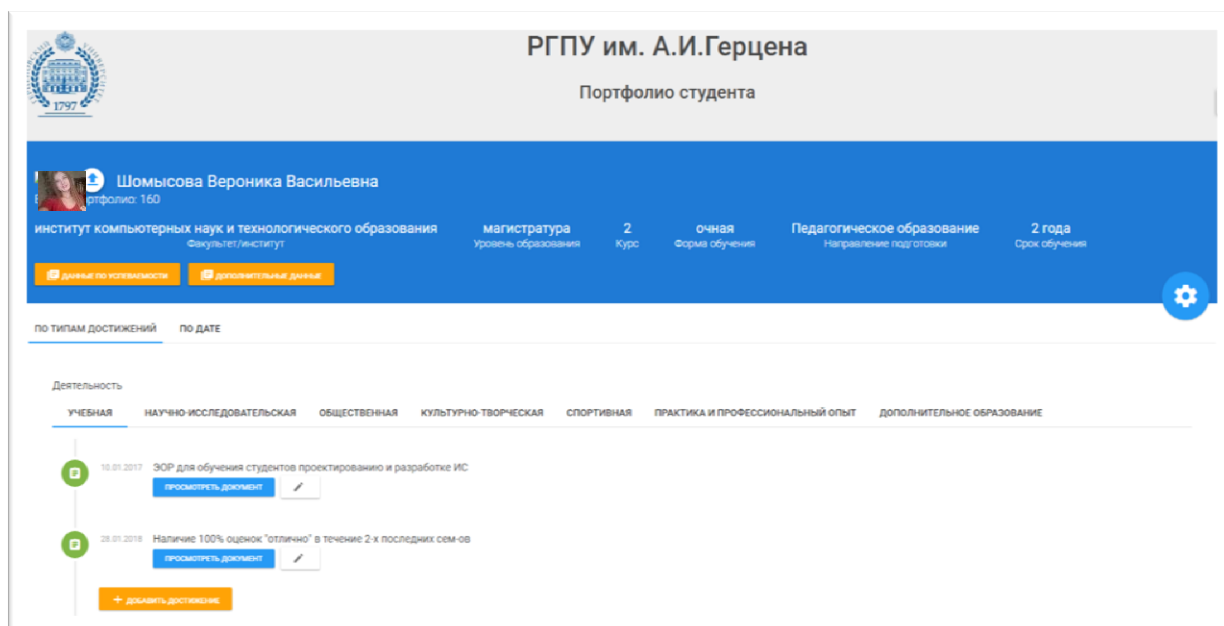 1797
РГПУ им. А.И.Герцена
Портфолио студента
Шомысова Вероника Васильевна
ртфолио: 160
институт компьютерных наук и технологического образования
Факультет/институт
магистратура
Уровень образования
2
Курс
очная
Форма обучения
Педагогическое образование
Направление подготовки
2 года
Срок обучения
ДАННЫЕ ПО УСПЕВАЕМОСТИ
ДОПОЛНИТЕЛЬНЫЕ ДАННЫЕ
ПО ТИПАМ ДОСТИЖЕНИЙ ПО ДАТЕ
Деятельность
УЧЕБНАЯ НАУЧНО-ИССЛЕДОВАТЕЛЬСКАЯ ОБЩЕСТВЕННАЯ КУЛЬТУРНО-ТВОРЧЕСКАЯ СПОРТИВНАЯ ПРАКТИКА И ПРОФЕССИОНАЛЬНЫЙ ОПЫТ ДОПОЛНИТЕЛЬНОЕ ОБРАЗОВАНИЕ
10.01.2017 ЭОР для обучения студентов проектированию и разработке ИС
ПРОСМОТРЕТЬ ДОКУМЕНТ
28.01.2018 Наличие 100% оценок "отлично" в течение 2-х последних сем-ов
ПРОСМОТРЕТЬ ДОКУМЕНТ
+ ДОБАВИТЬ ДОСТИЖЕНИЕ